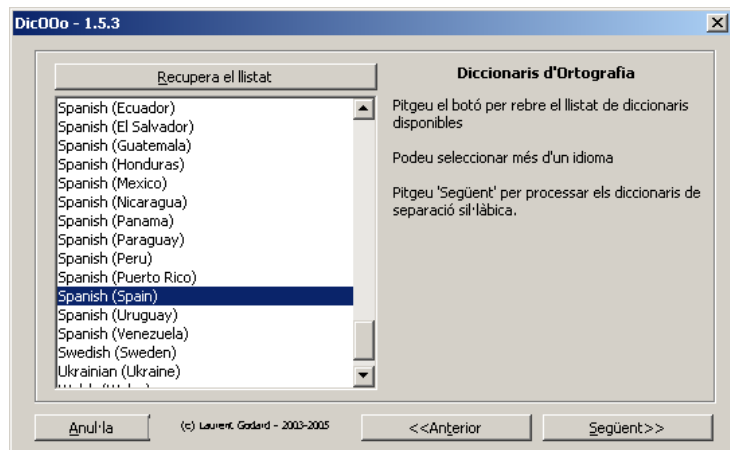 DicOOo - 1.5.3
Recupera el llistat
Spanish (Ecuador)
Spanish (El Salvador)
Spanish (Guatemala)
Spanish (Honduras)
Spanish (Mexico)
Spanish (Nicaragua)
Spanish (Panama)
Spanish (Paraguay)
Spanish (Peru)
Spanish (Puerto Rico)
Spanish (Spain)
Spanish (Uruguay)
Spanish (Venezuela)
Swedish (Sweden)
Ukrainian (Ukraine)
Diccionaris d'Ortografia
Pitgeu el botó per rebre el llistat de diccionaris
disponibles
Podeu seleccionar més d'un idioma
Pitgeu 'Següent' per processar els diccionaris de
separació sil·làbica.
Anul·la
(c) Laurent Godard - 2003-2005
<<Anterior
Següent>>